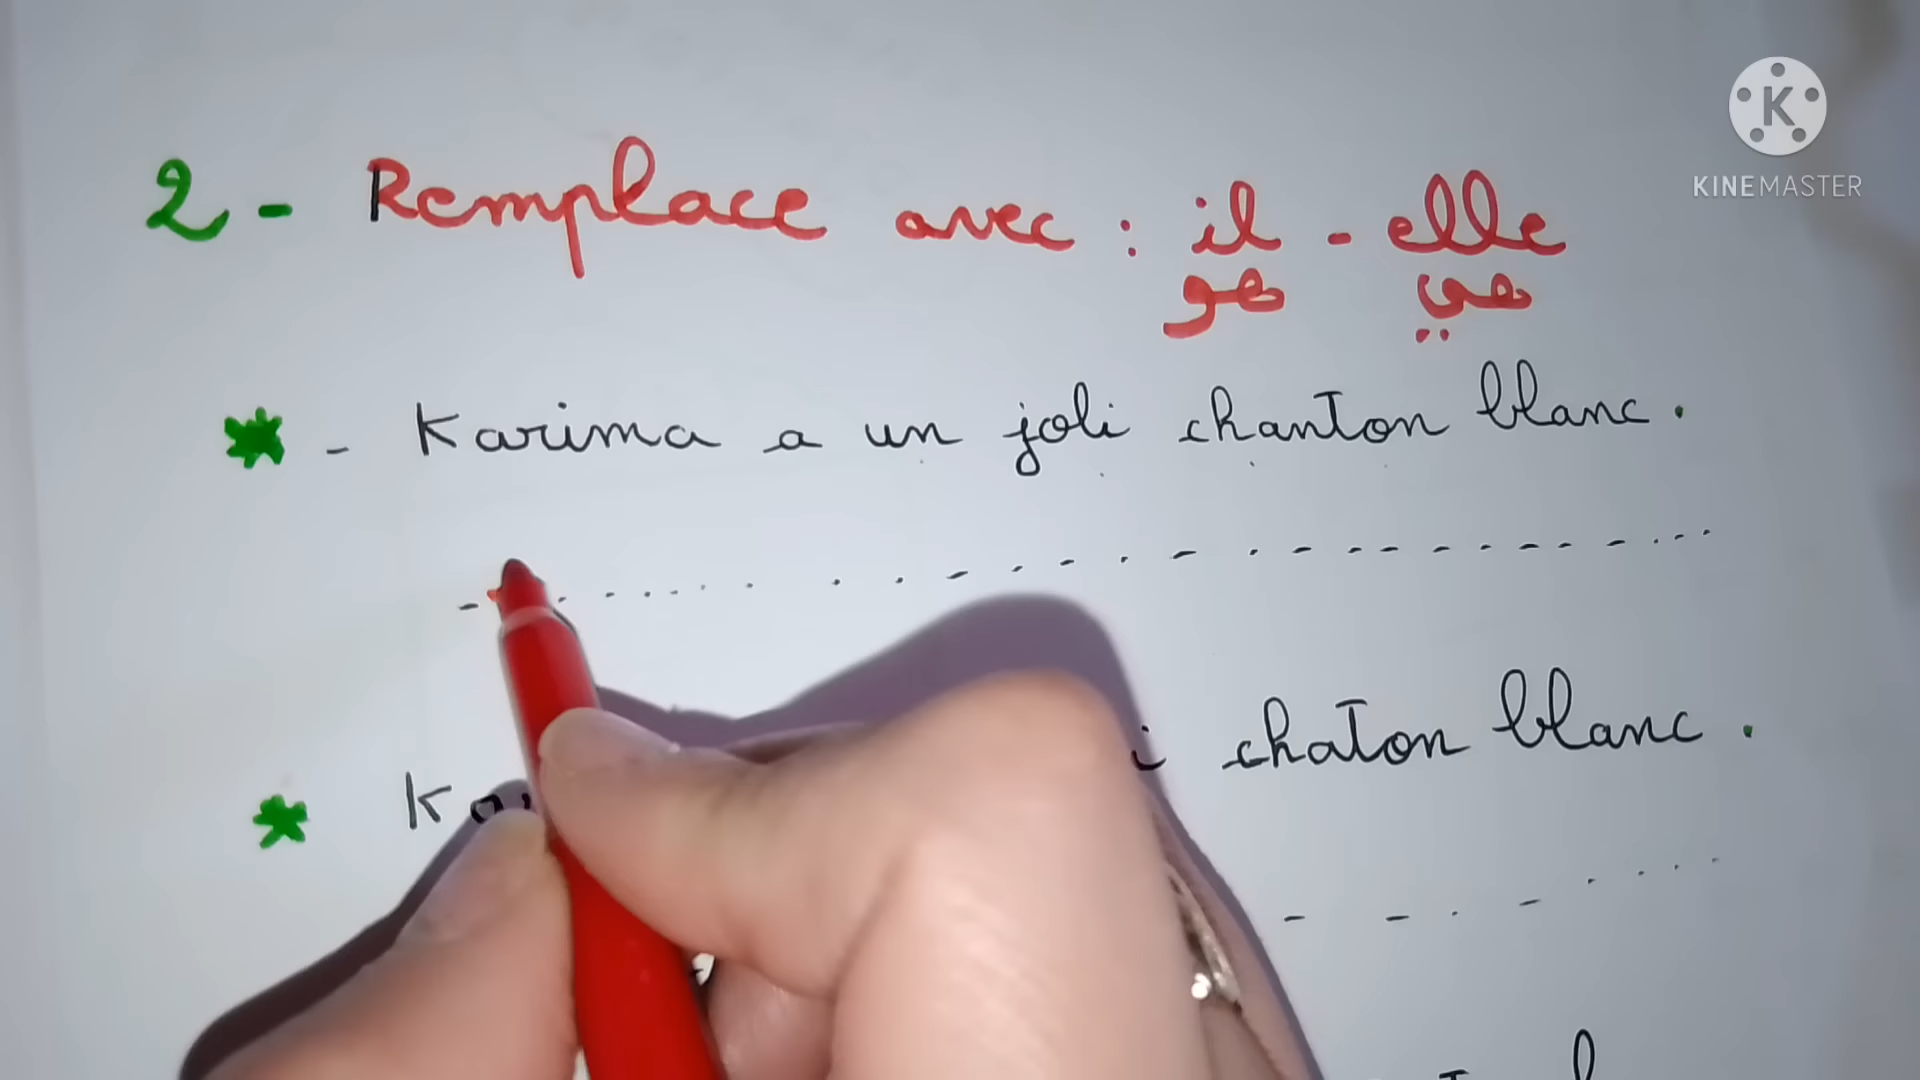 KINEMASTER
2 - Remplace avec : il - elle
هو هي
* - Karima a un joli chanton blanc.
* chaton blanc.